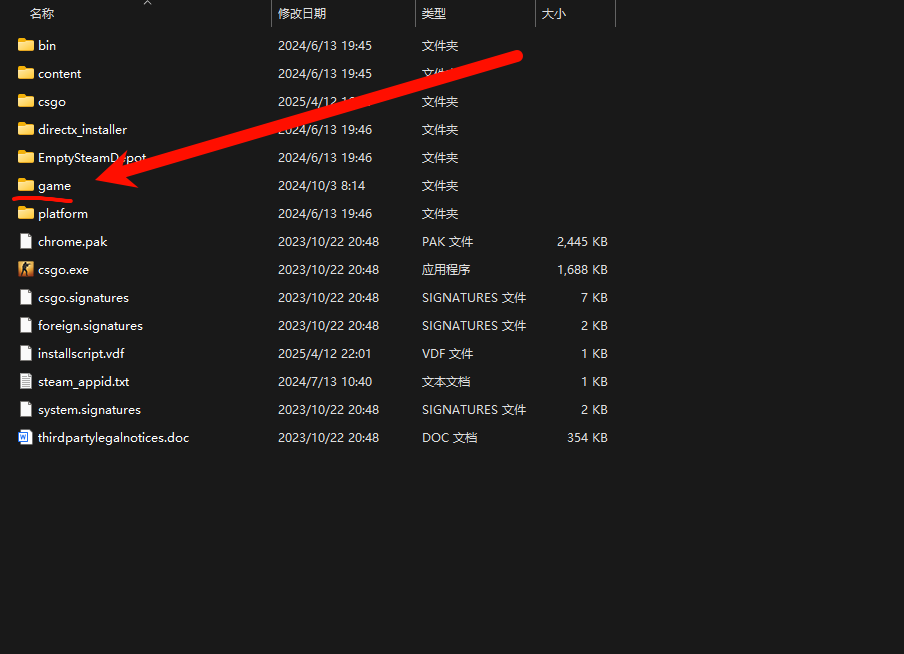 名称 修改日期 类型 大小
bin 2024/6/13 19:45 文件夹
content 2024/6/13 19:45 文件夹
csgo 2025/4/12 文件夹
directx_installer 2024/6/13 19:46 文件夹
EmptySteamDepot 2024/6/13 19:46 文件夹
game 2024/10/3 8:14 文件夹
platform 2024/6/13 19:46 文件夹
chrome.pak 2023/10/22 20:48 PAK 文件 2,445 KB
csgo.exe 2023/10/22 20:48 应用程序 1,688 KB
csgo.signatures 2023/10/22 20:48 SIGNATURES 文件 7 KB
foreign.signatures 2023/10/22 20:48 SIGNATURES 文件 2 KB
installscript.vdf 2025/4/12 22:01 VDF 文件 1 KB
steam_appid.txt 2024/7/13 10:40 文本文档 1 KB
system.signatures 2023/10/22 20:48 SIGNATURES 文件 2 KB
thirdpartylegalnotices.doc 2023/10/22 20:48 DOC 文档 354 KB